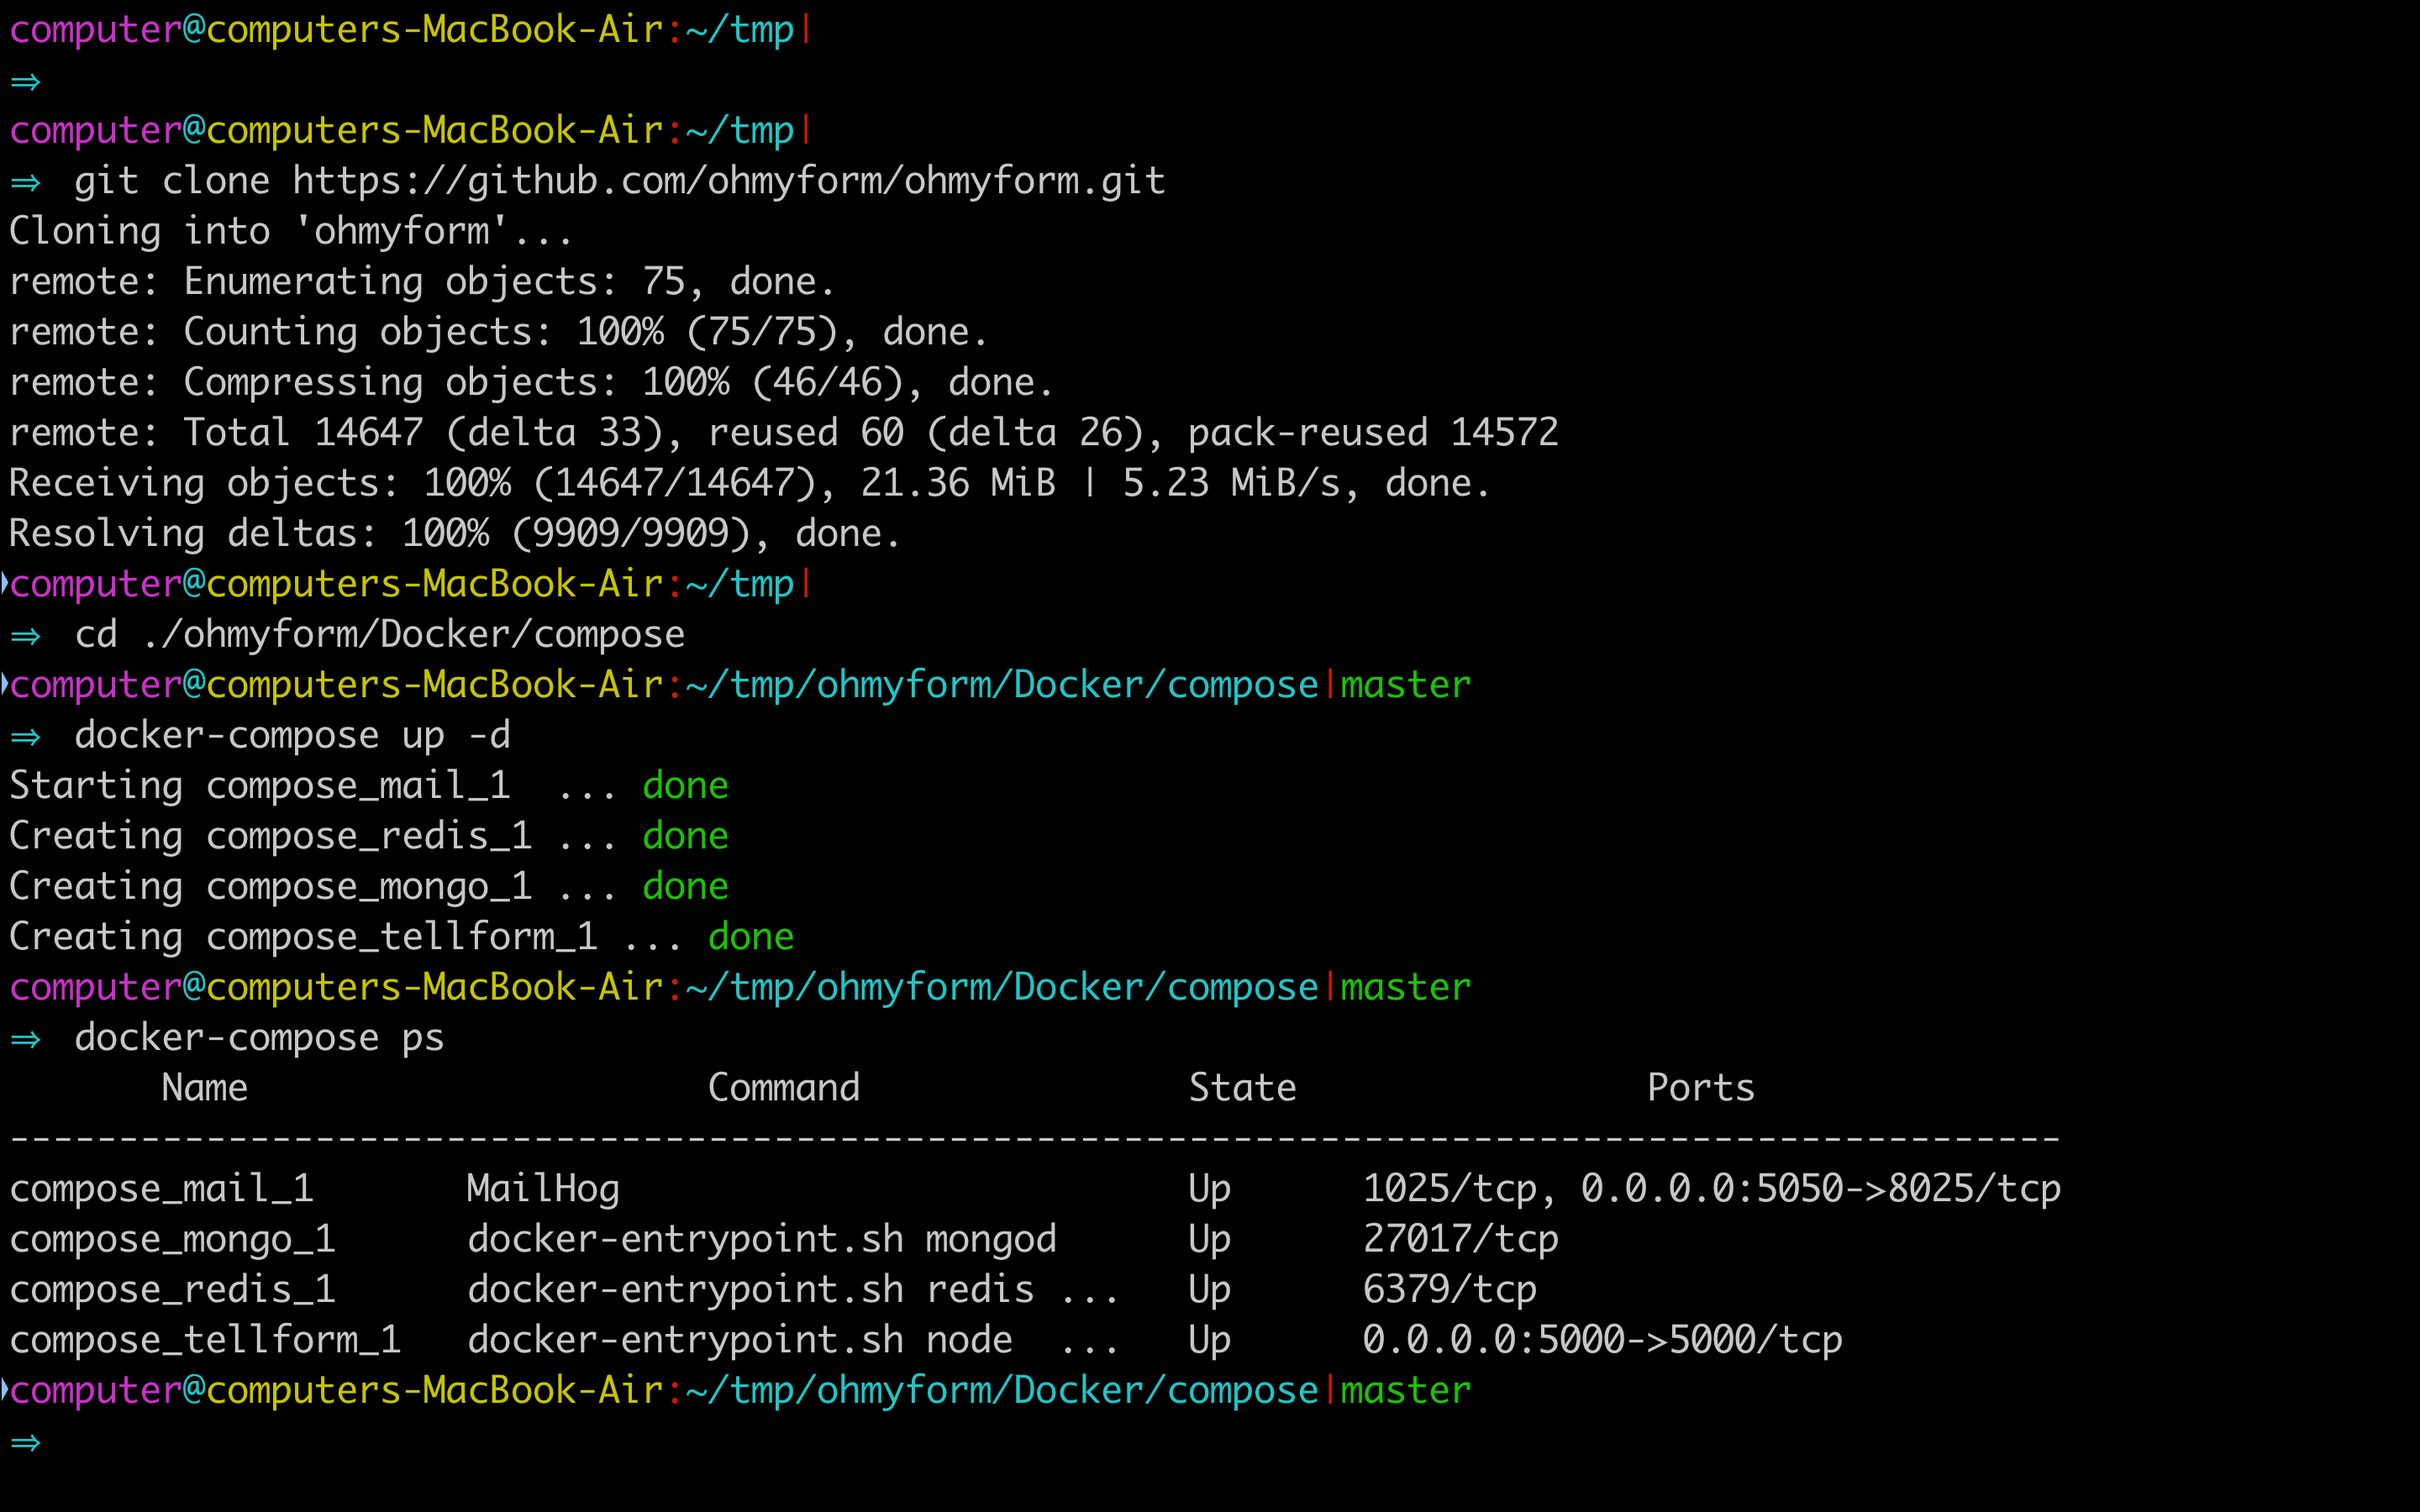 computer@computers-MacBook-Air:~/tmp|
⇒
computer@computers-MacBook-Air:~/tmp|
⇒  git clone https://github.com/ohmyform/ohmyform.git
Cloning into 'ohmyform'...
remote: Enumerating objects: 75, done.
remote: Counting objects: 100% (75/75), done.
remote: Compressing objects: 100% (46/46), done.
remote: Total 14647 (delta 33), reused 60 (delta 26), pack-reused 14572
Receiving objects: 100% (14647/14647), 21.36 MiB | 5.23 MiB/s, done.
Resolving deltas: 100% (9909/9909), done.
computer@computers-MacBook-Air:~/tmp|
⇒  cd ./ohmyform/Docker/compose
computer@computers-MacBook-Air:~/tmp/ohmyform/Docker/compose|master
⇒  docker-compose up -d
Starting compose_mail_1  ... done
Creating compose_redis_1 ... done
Creating compose_mongo_1 ... done
Creating compose_tellform_1 ... done
computer@computers-MacBook-Air:~/tmp/ohmyform/Docker/compose|master
⇒  docker-compose ps
       Name                     Command               State                Ports
----------------------------------------------------------------------------------------------
compose_mail_1       MailHog                          Up      1025/tcp, 0.0.0.0:5050->8025/tcp
compose_mongo_1      docker-entrypoint.sh mongod      Up      27017/tcp
compose_redis_1      docker-entrypoint.sh redis ...   Up      6379/tcp
compose_tellform_1   docker-entrypoint.sh node  ...   Up      0.0.0.0:5000->5000/tcp
computer@computers-MacBook-Air:~/tmp/ohmyform/Docker/compose|master
⇒